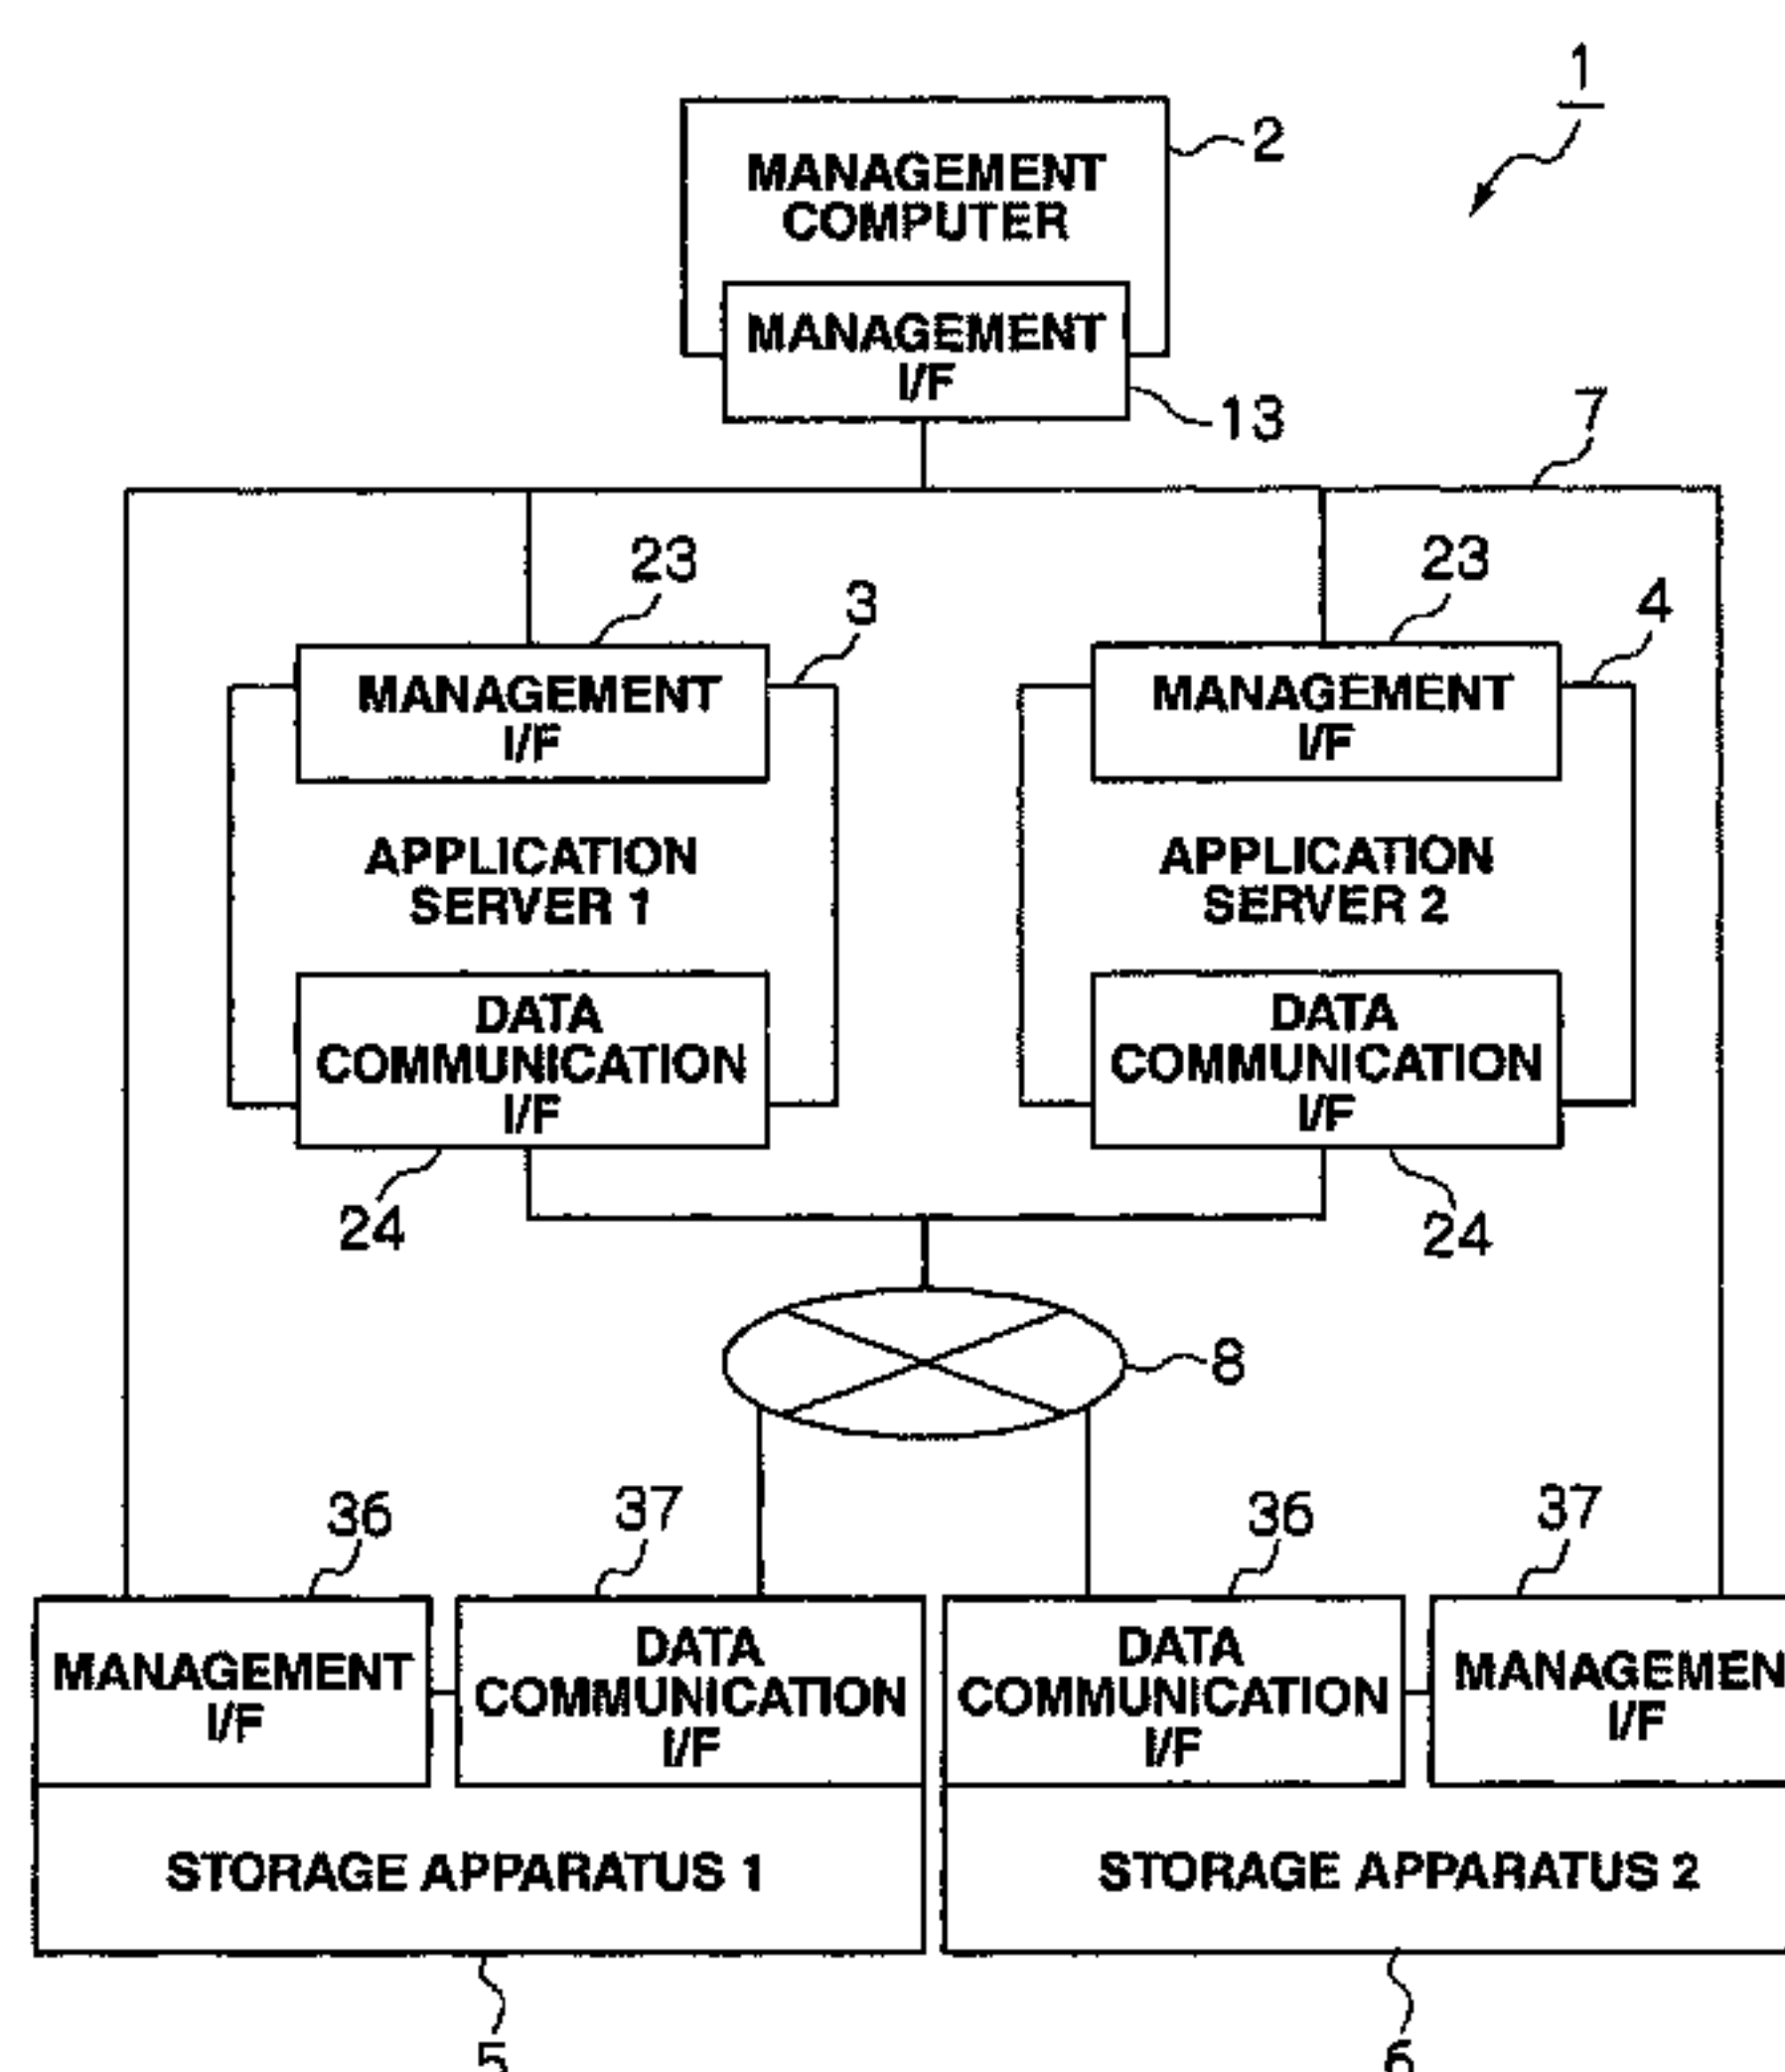 1
2
MANAGEMENT
COMPUTER
MANAGEMENT
I/F
13
7
23
23
3
4
MANAGEMENT
I/F
MANAGEMENT
I/F
APPLICATION
SERVER 1
APPLICATION
SERVER 2
DATA
COMMUNICATION
I/F
DATA
COMMUNICATION
I/F
24
24
8
36
37
36
37
MANAGEMENT
I/F
DATA
COMMUNICATION
I/F
DATA
COMMUNICATION
I/F
MANAGEMEN
I/F
STORAGE APPARATUS 1
STORAGE APPARATUS 2
5
6